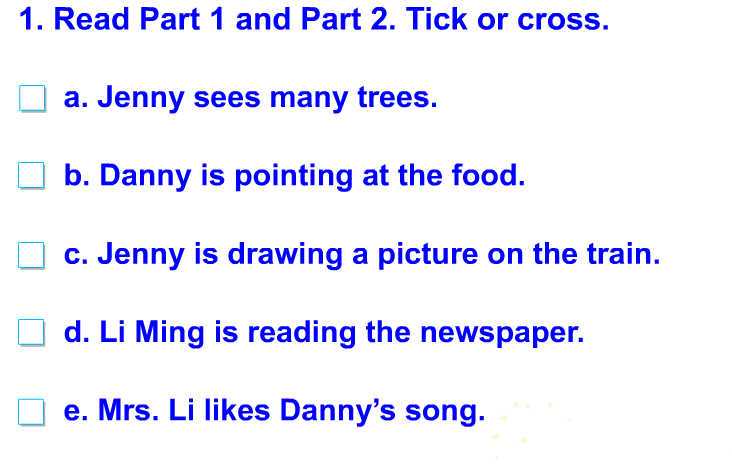 1. Read Part 1 and Part 2. Tick or cross.
a. Jenny sees many trees.
b. Danny is pointing at the food.
c. Jenny is drawing a picture on the train.
d. Li Ming is reading the newspaper.
e. Mrs. Li likes Danny’s song.